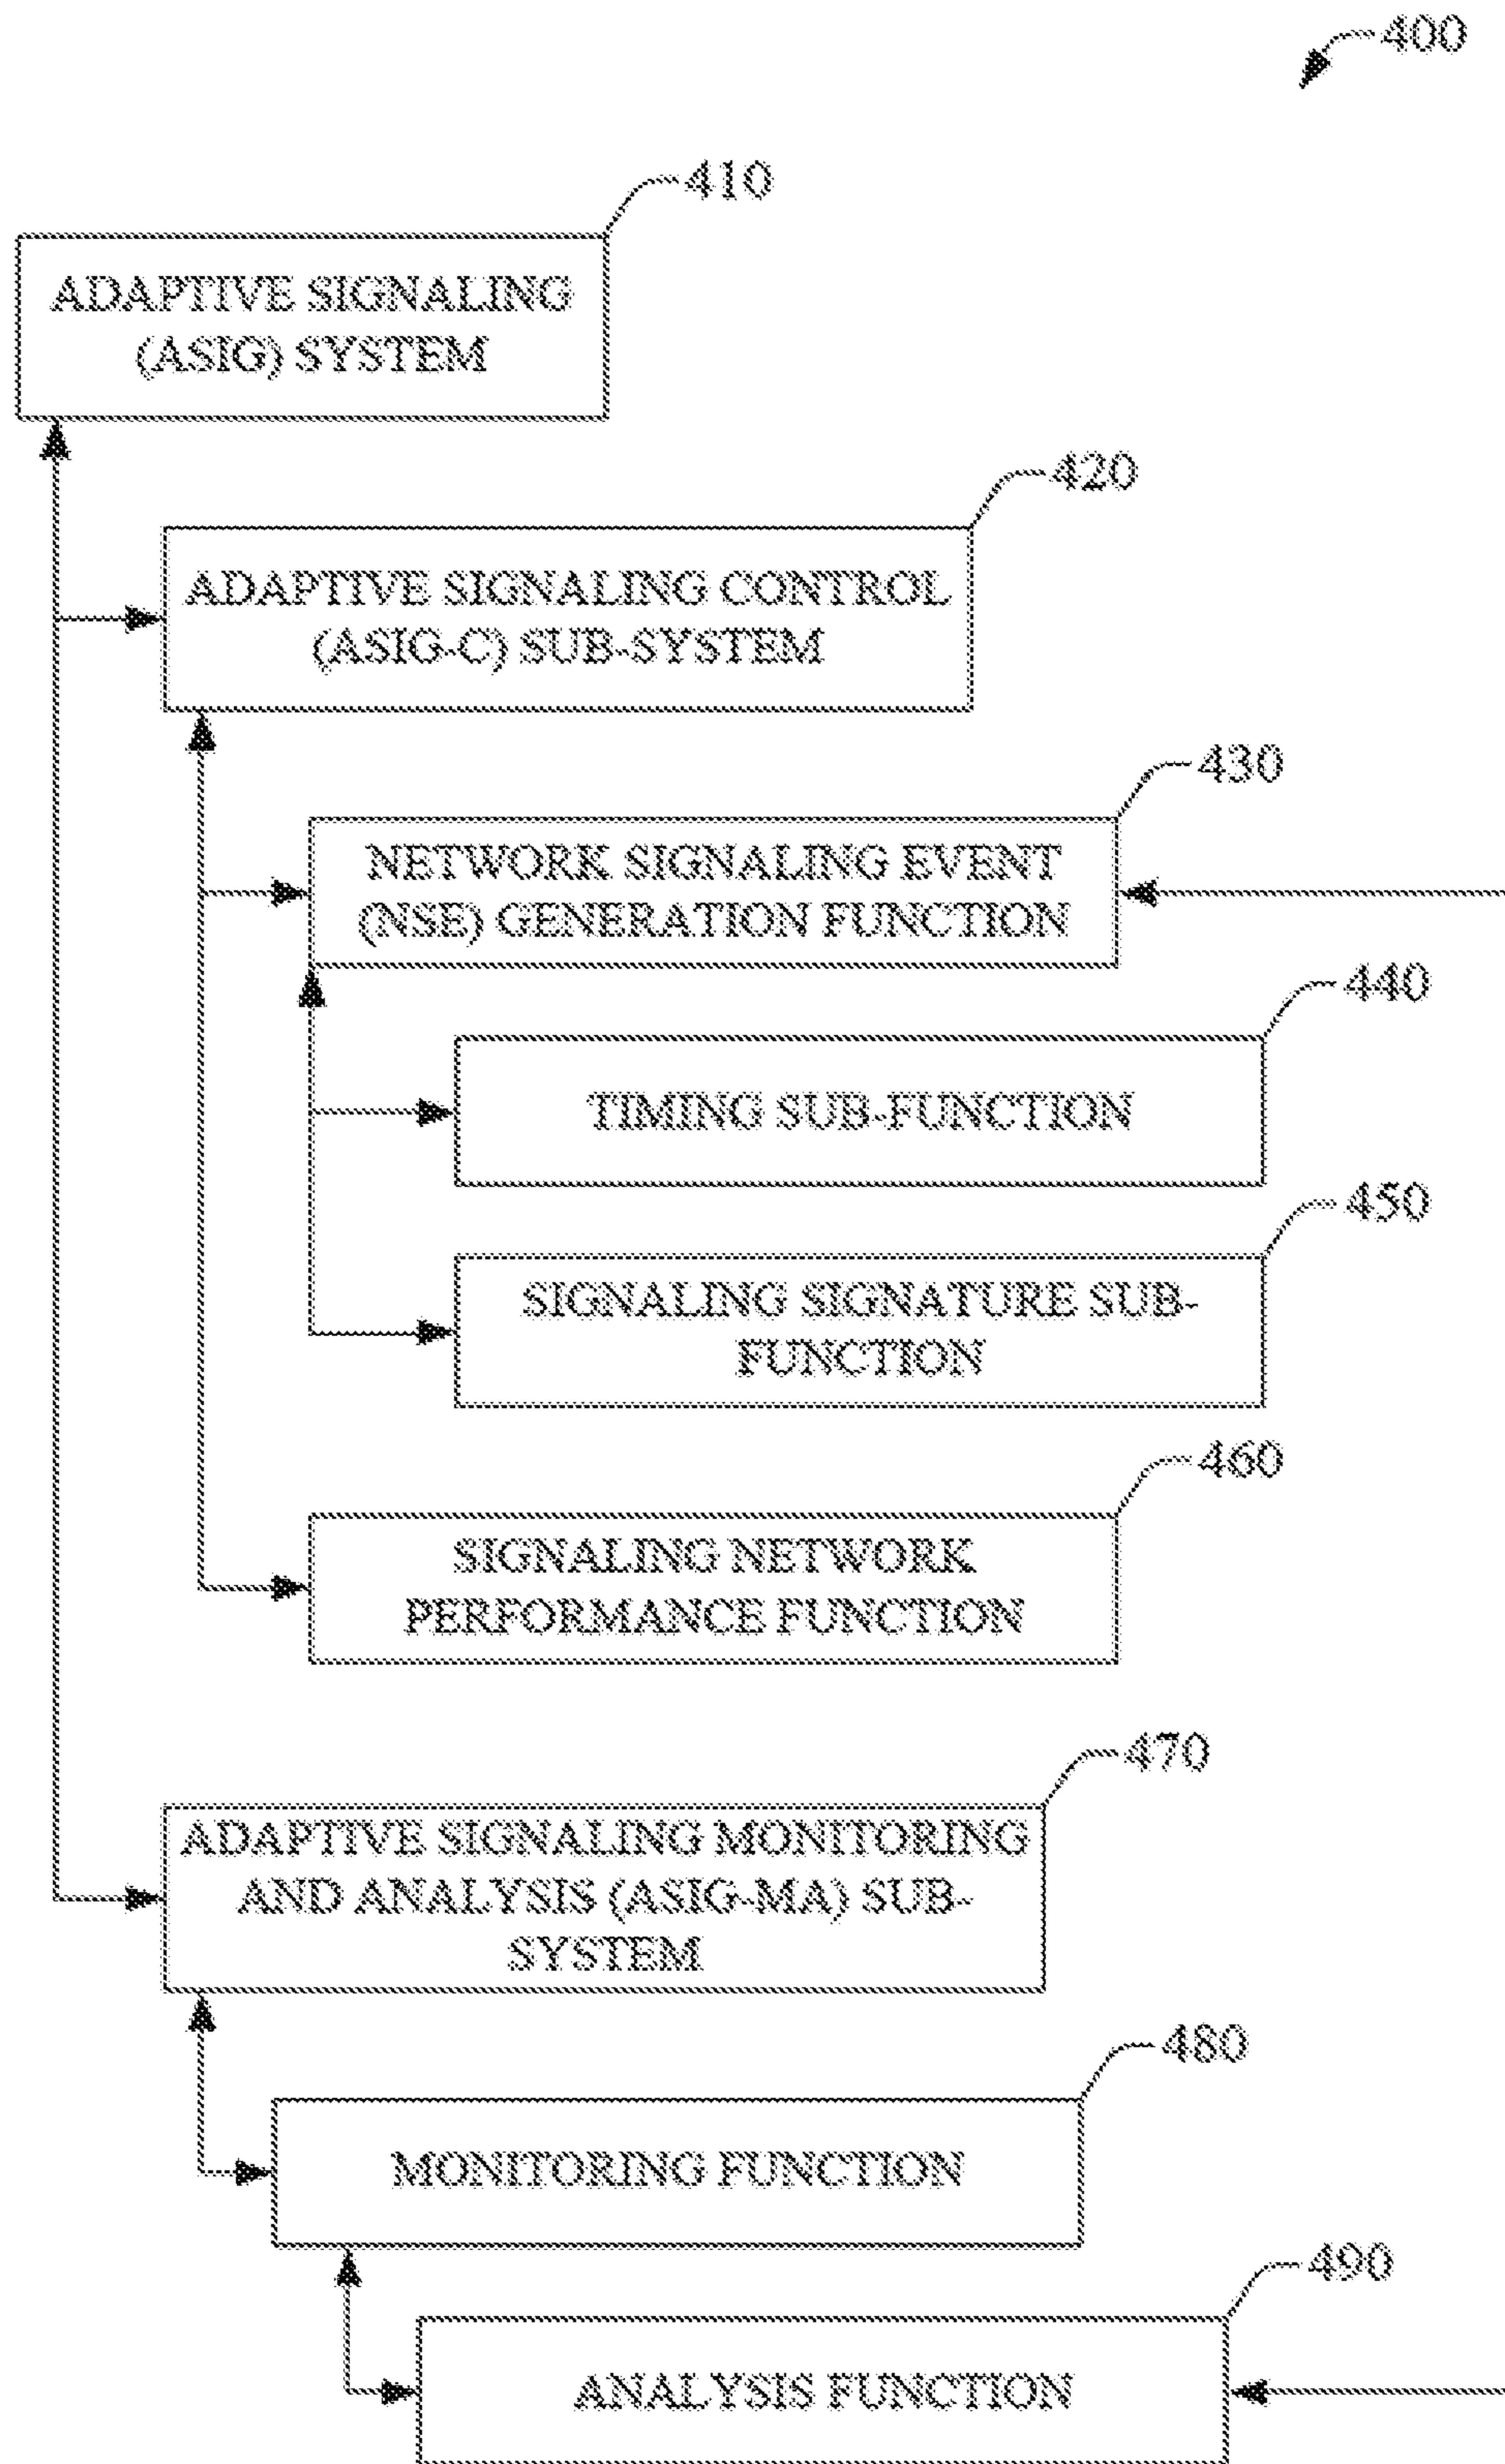 400
410
ADAPTIVE SIGNALING
(ASIG) SYSTEM
420
ADAPTIVE SIGNALING CONTROL
(ASIG-C) SUB-SYSTEM
430
NETWORK SIGNALING EVENT
(NSE) GENERATION FUNCTION
440
TIMING SUB-FUNCTION
450
SIGNALING SIGNATURE SUB-
FUNCTION
460
SIGNALING NETWORK
PERFORMANCE FUNCTION
470
ADAPTIVE SIGNALING MONITORING
AND ANALYSIS (ASIG-MA) SUB-
SYSTEM
480
MONITORING FUNCTION
490
ANALYSIS FUNCTION